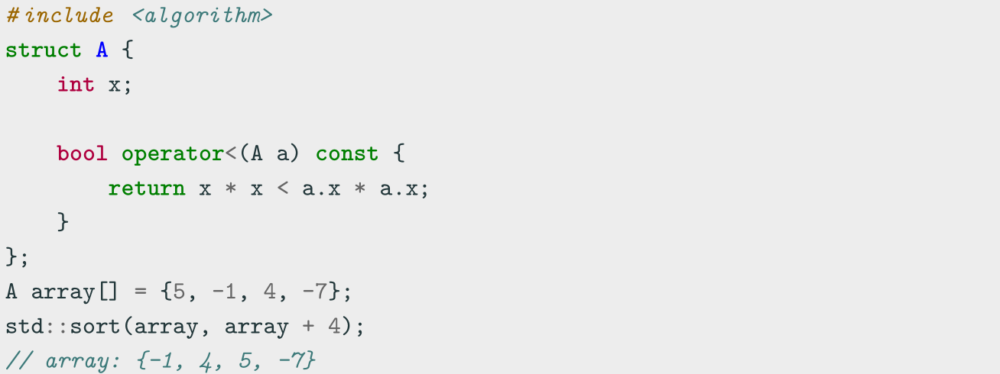 #include <algorithm>
struct A {
    int x;

    bool operator<(A a) const {
        return x * x < a.x * a.x;
    }
};
A array[] = {5, -1, 4, -7};
std::sort(array, array + 4);
// array: {-1, 4, 5, -7}